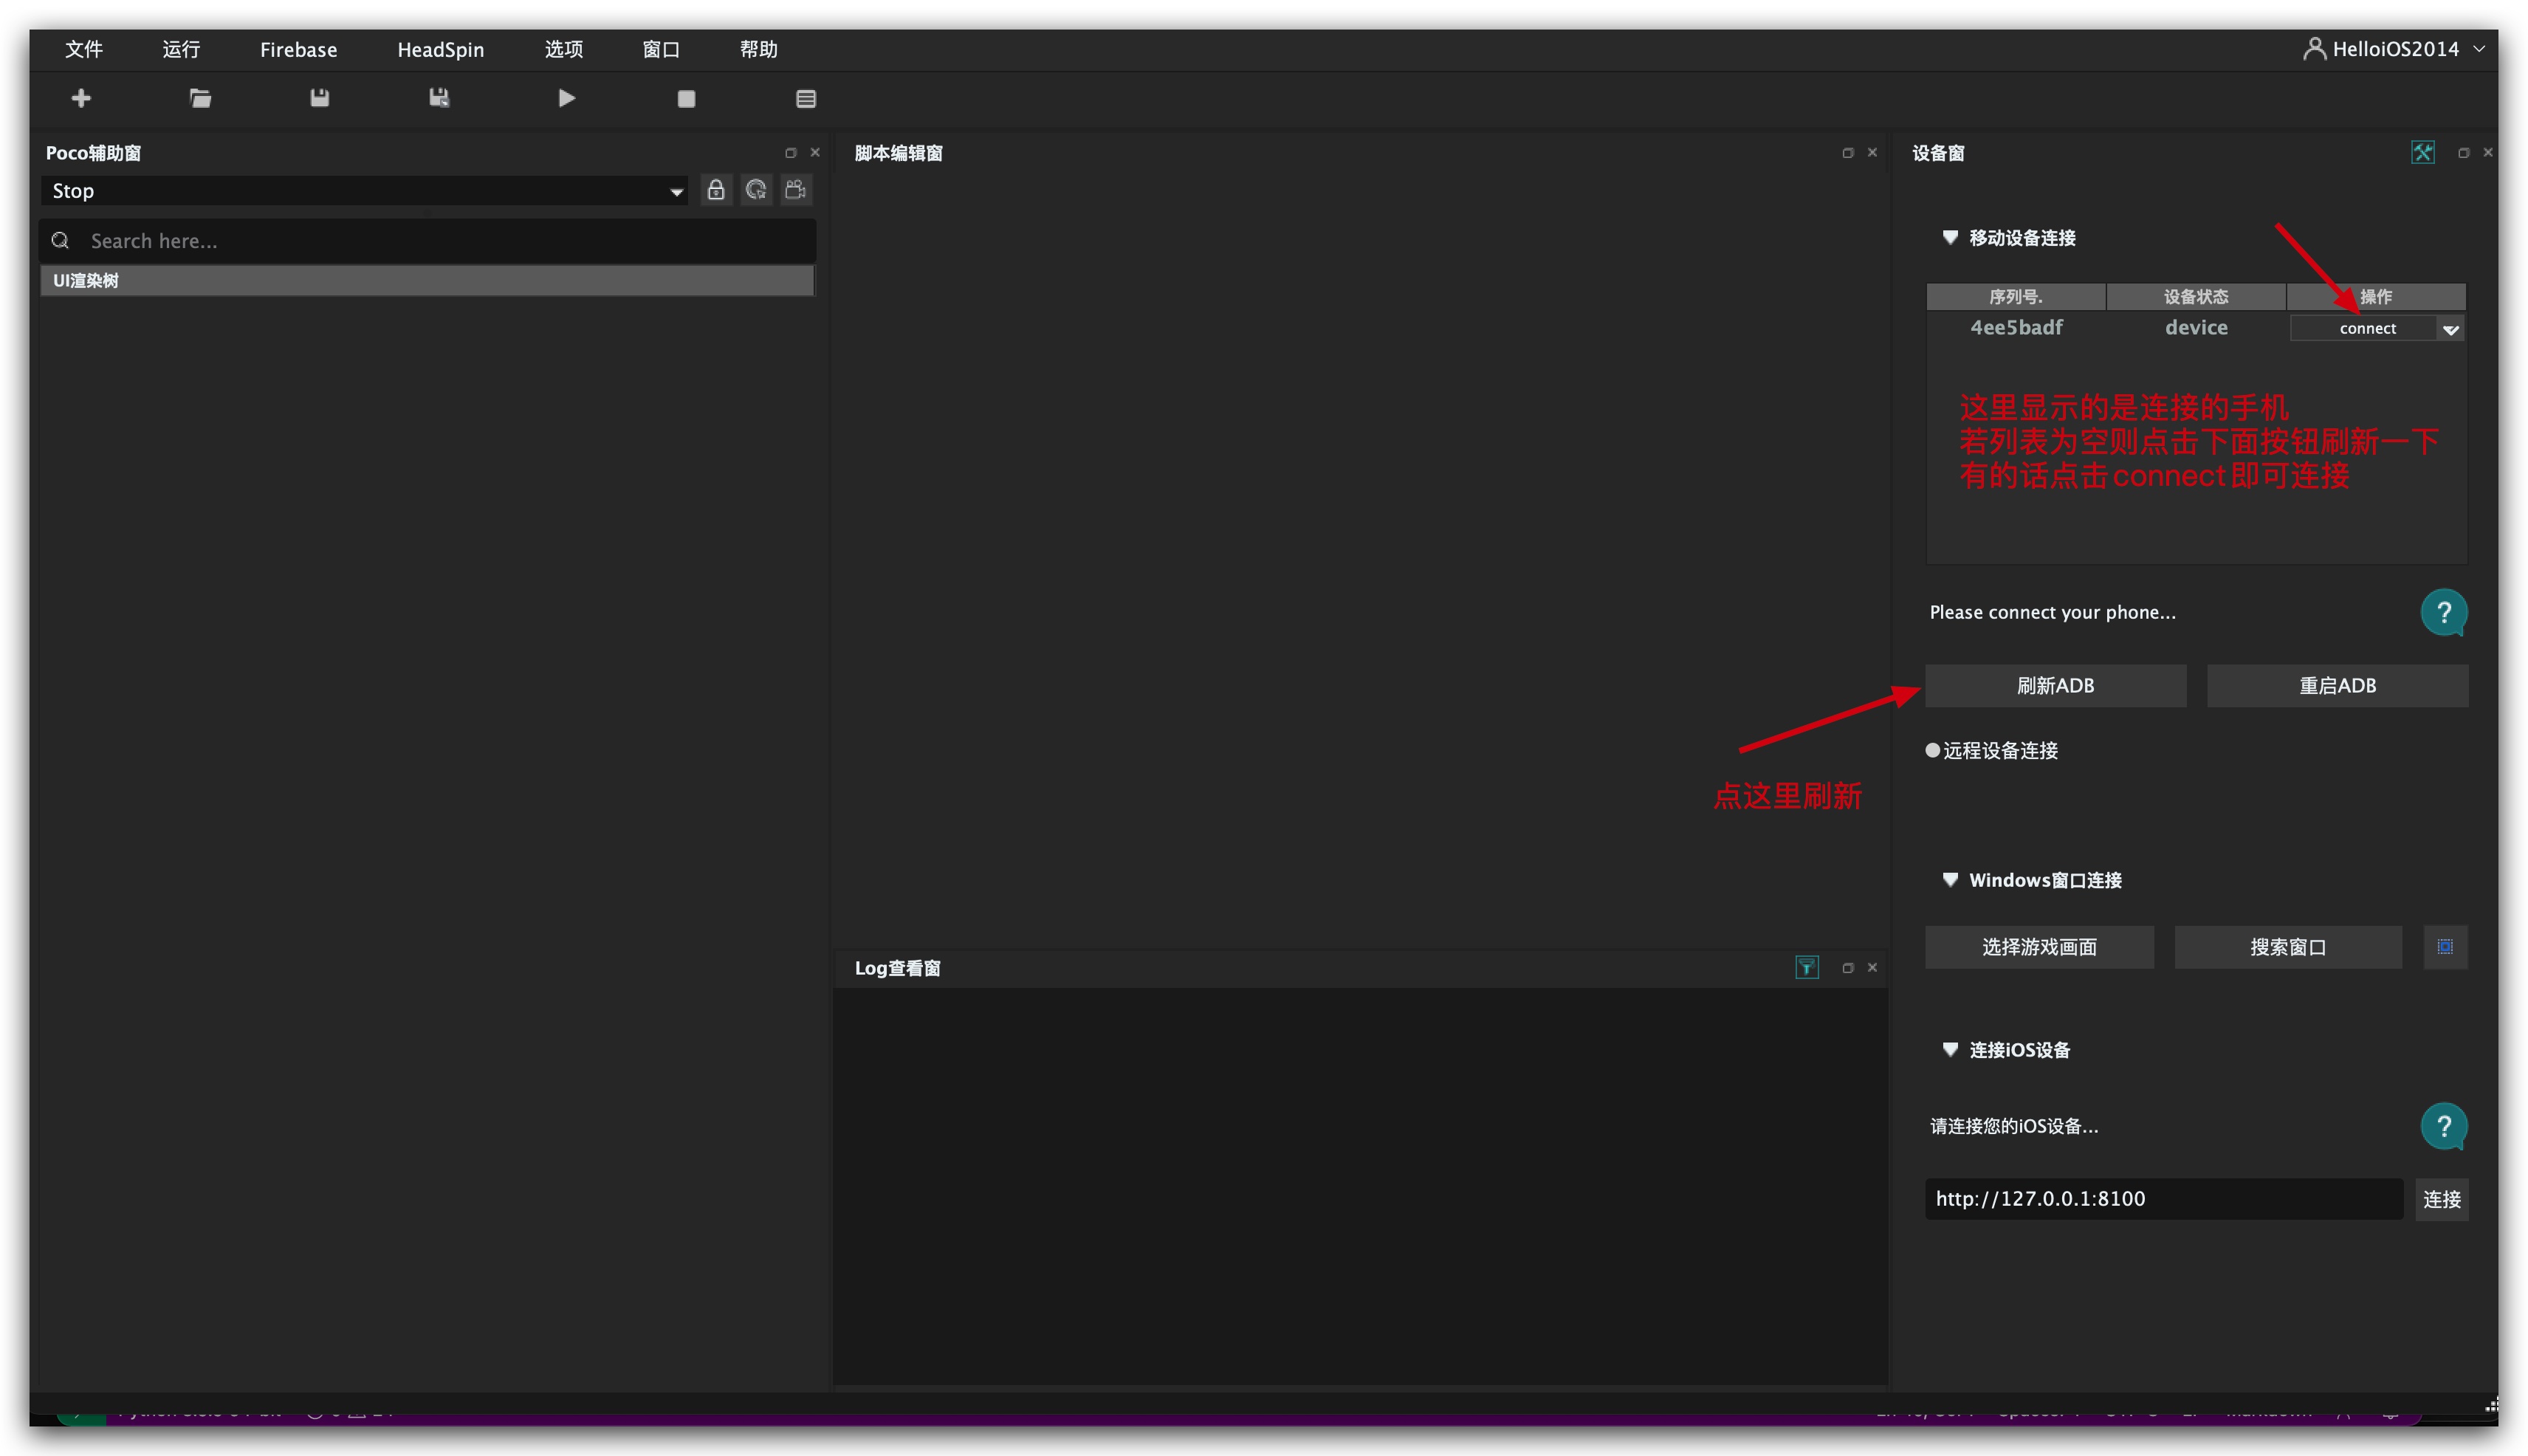 文件 运行 Firebase HeadSpin 选项 窗口 帮助 HelloiOS2014
Poco辅助窗
Stop
Search here...
UI渲染树
脚本编辑窗
Log查看窗
设备窗
移动设备连接
序列号. 设备状态 操作
4ee5badf device connect
这里显示的是连接的手机
若列表为空则点击下面按钮刷新一下
有的话点击connect即可连接
Please connect your phone...
刷新ADB 重启ADB
点这里刷新
远程设备连接
Windows窗口连接
选择游戏画面 搜索窗口
连接iOS设备
请连接您的iOS设备...
http://127.0.0.1:8100 连接